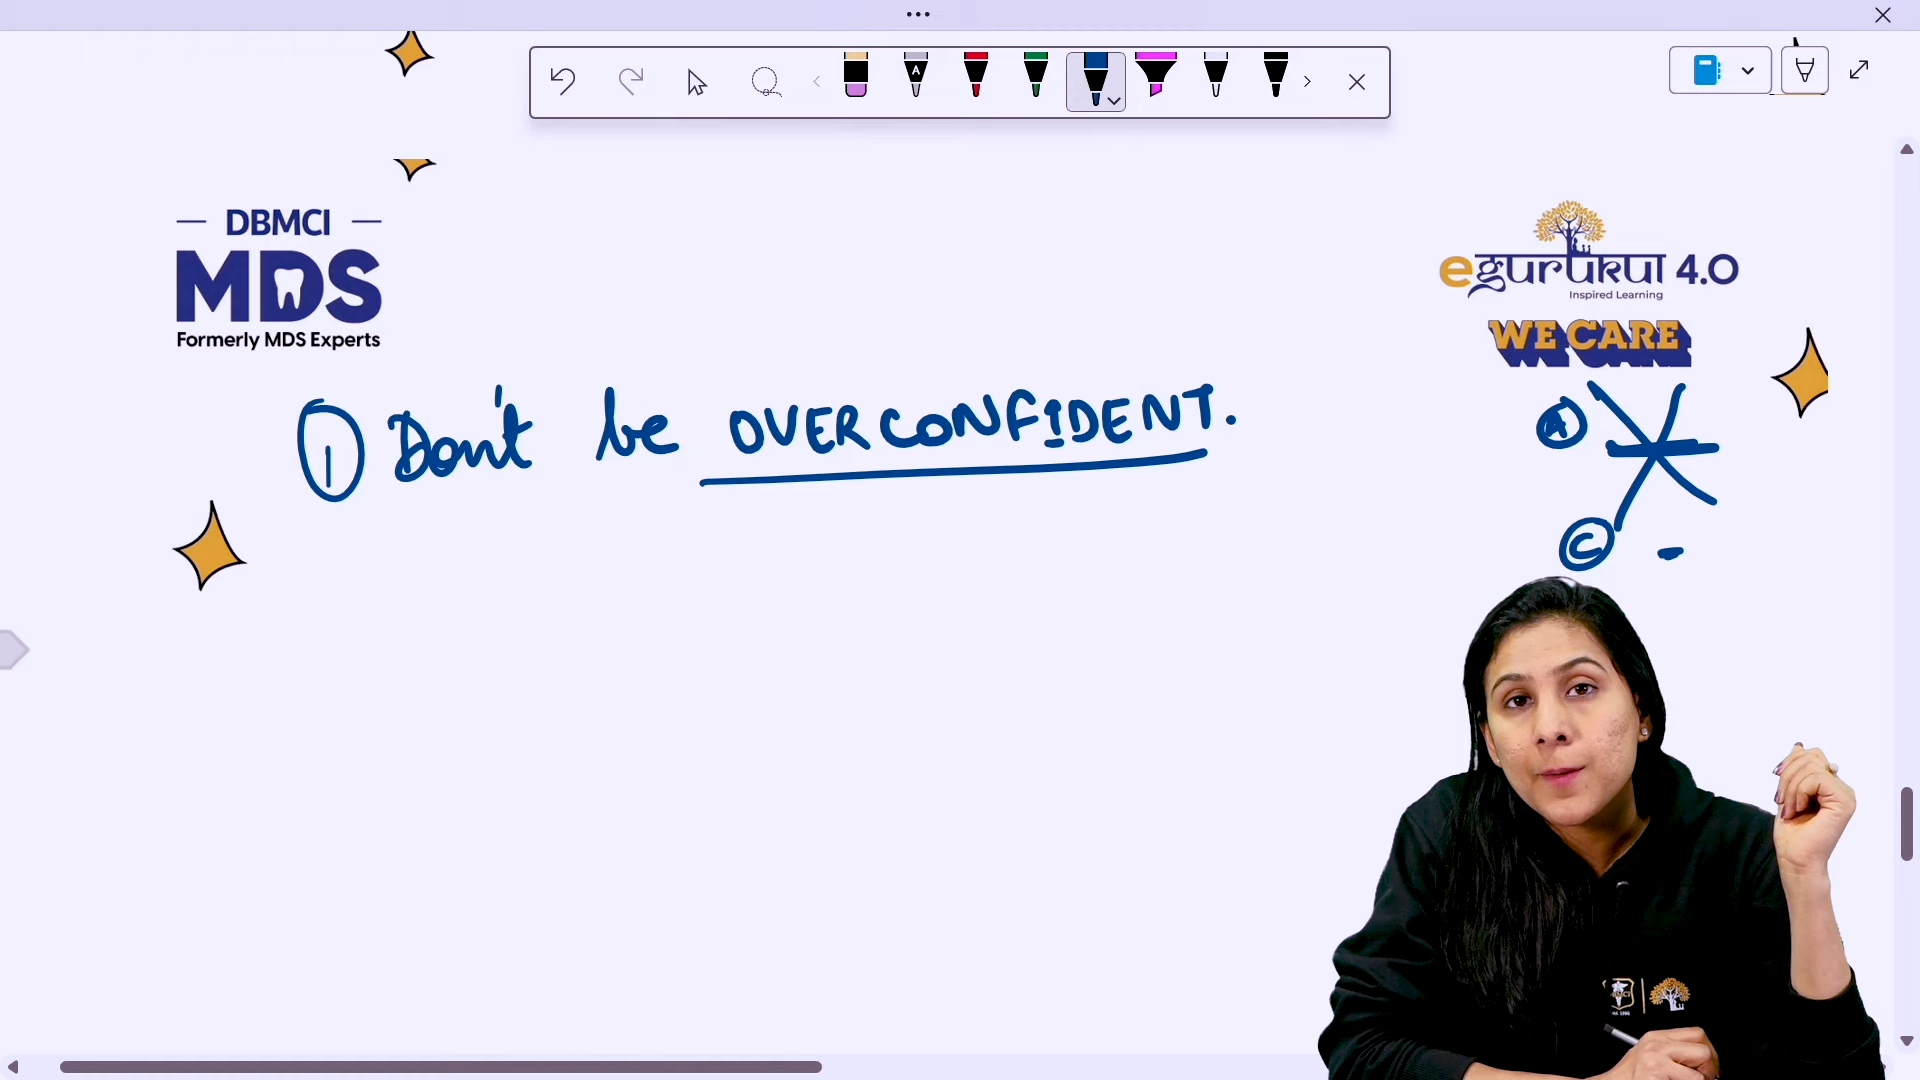 DBMCI
MDS
Formerly MDS Experts
eGURUKUL 4.0
Inspired Learning
WE CARE
① Don't be OVERCONFIDENT.
Ⓐ
Ⓒ -